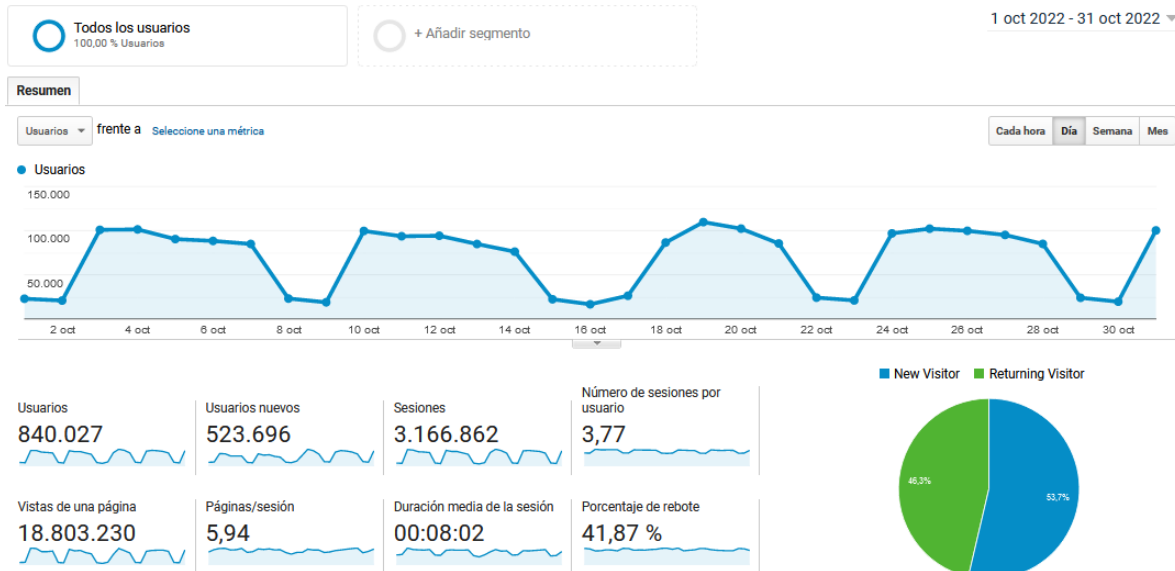 Todos los usuarios
100,00 % Usuarios
+ Añadir segmento
1 oct 2022 - 31 oct 2022
Resumen
Usuarios frente a Seleccione una métrica
Cada hora Día Semana Mes
Usuarios
150.000
100.000
50.000
2 oct 4 oct 6 oct 8 oct 10 oct 12 oct 14 oct 16 oct 18 oct 20 oct 22 oct 24 oct 26 oct 28 oct 30 oct
New Visitor Returning Visitor
Usuarios
840.027
Usuarios nuevos
523.696
Sesiones
3.166.862
Número de sesiones por
usuario
3,77
Vistas de una página
18.803.230
Páginas/sesión
5,94
Duración media de la sesión
00:08:02
Porcentaje de rebote
41,87 %
46,3%
53,7%